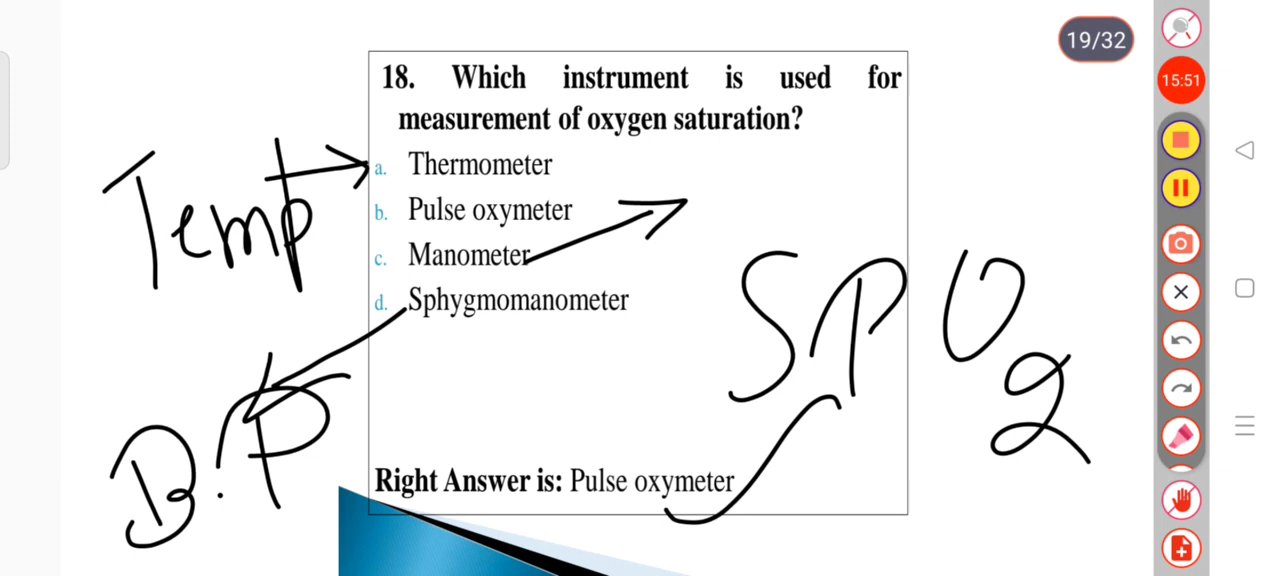 19/32
15:51
18. Which instrument is used for
measurement of oxygen saturation?
a. Thermometer
b. Pulse oxymeter
c. Manometer
d. Sphygmomanometer
Temp
SPO2
B.P
Right Answer is: Pulse oxymeter